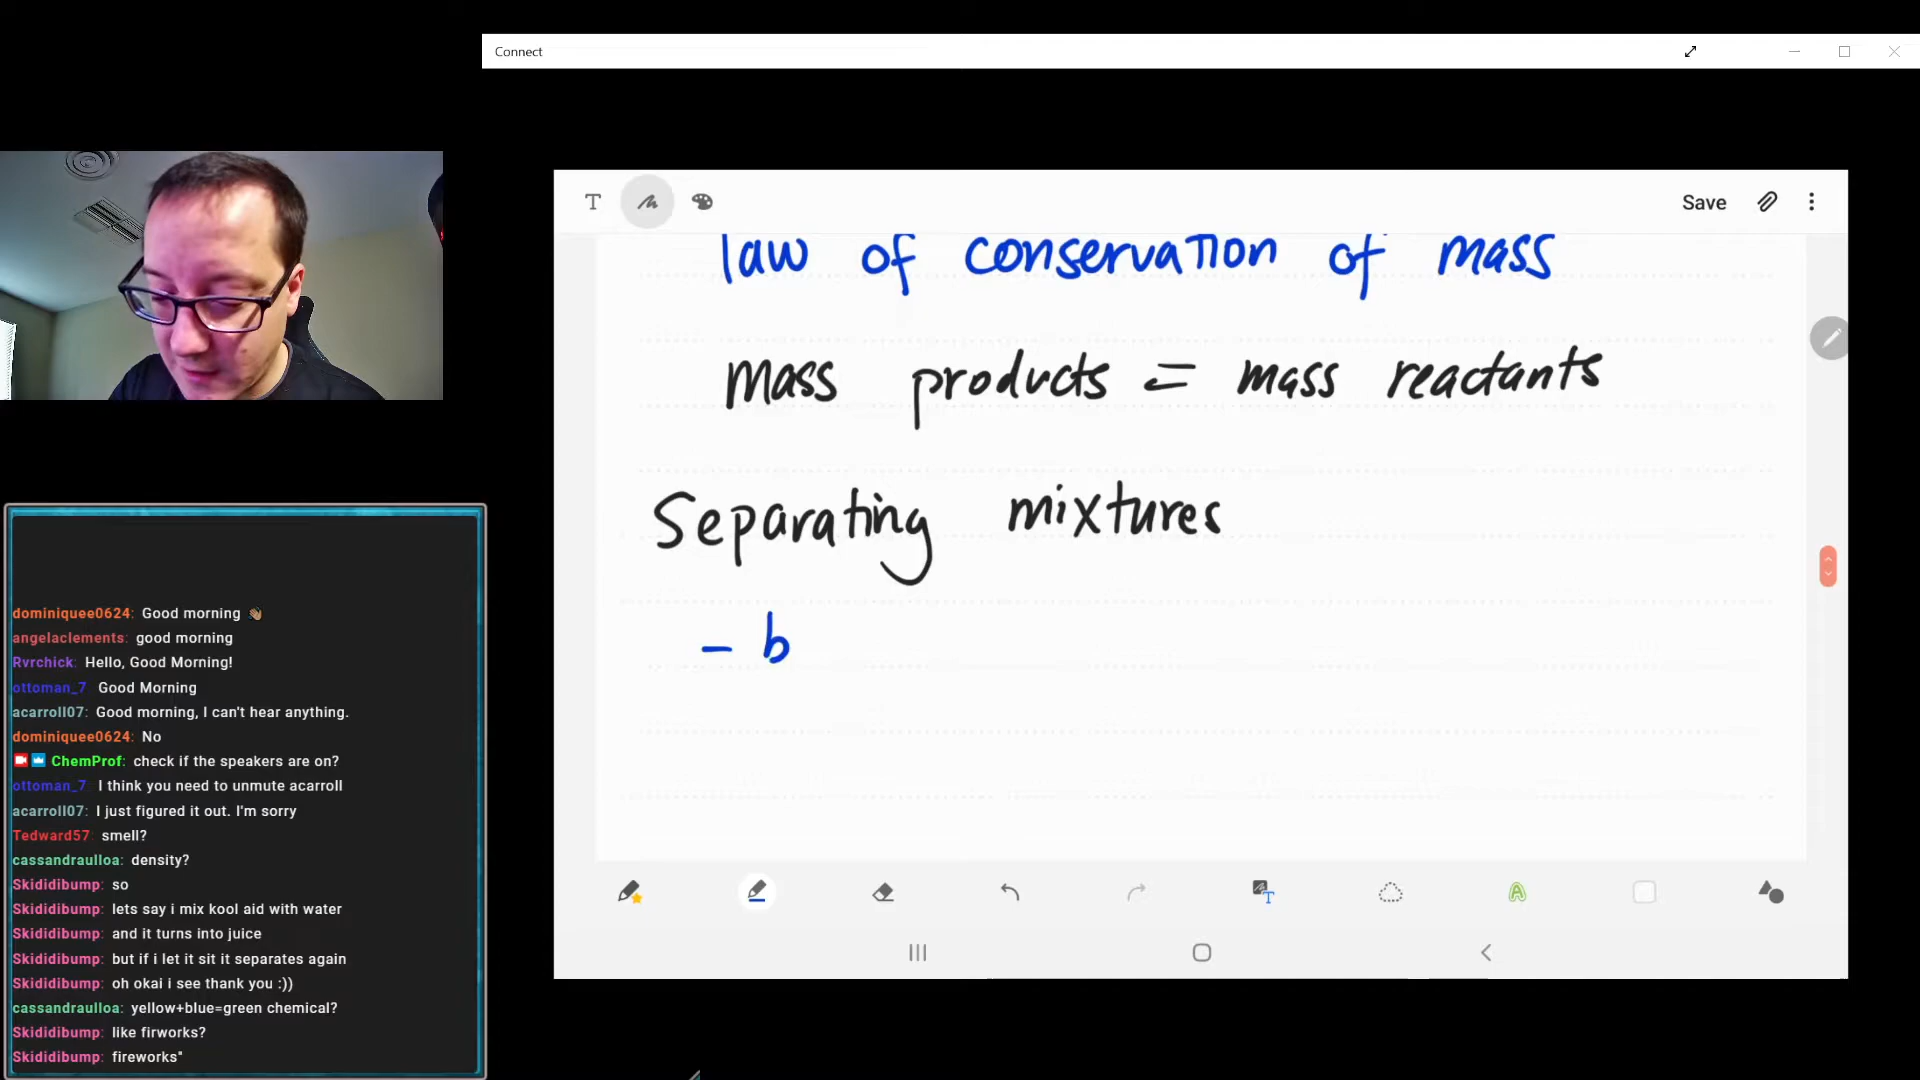 Connect
Save
law of conservation of mass
mass products = mass reactants
Separating mixtures
- b
dominiquee0624: Good morning 👋🏽
angelaclements: good morning
Rvrchick: Hello, Good Morning!
ottoman_7 Good Morning
acarroll07: Good morning, I can't hear anything.
dominiquee0624: No
ChemProf: check if the speakers are on?
ottoman_7 I think you need to unmute acarroll
acarroll07: I just figured it out. I'm sorry
Tedward57 smell?
cassandraulloa: density?
Skididibump: so
Skididibump: lets say i mix kool aid with water
Skididibump: and it turns into juice
Skididibump: but if i let it sit it separates again
Skididibump: oh okai i see thank you :))
cassandraulloa: yellow+blue=green chemical?
Skididibump: like firworks?
Skididibump: fireworks"